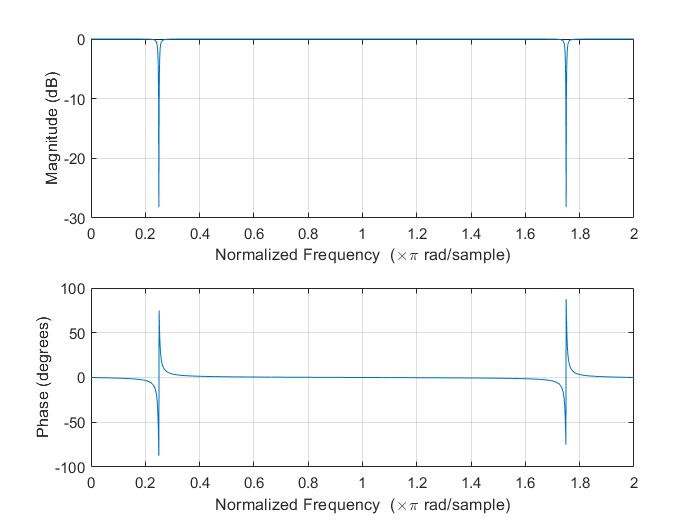 0
-10
-20
-30
Magnitude (dB)
0 0.2 0.4 0.6 0.8 1 1.2 1.4 1.6 1.8 2
Normalized Frequency (×π rad/sample)
100
50
0
-50
-100
Phase (degrees)
0 0.2 0.4 0.6 0.8 1 1.2 1.4 1.6 1.8 2
Normalized Frequency (×π rad/sample)